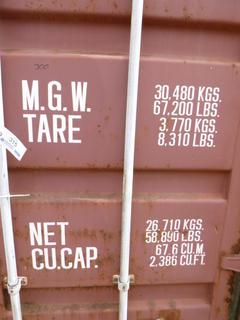 M.G.W. 30.480 KGS.
67.200 LBS.
TARE 3.770 KGS.
8.310 LBS.
NET 26.710 KGS.
58.890 LBS.
CU.CAP. 67.6 CU.M.
2.386 CU.FT.